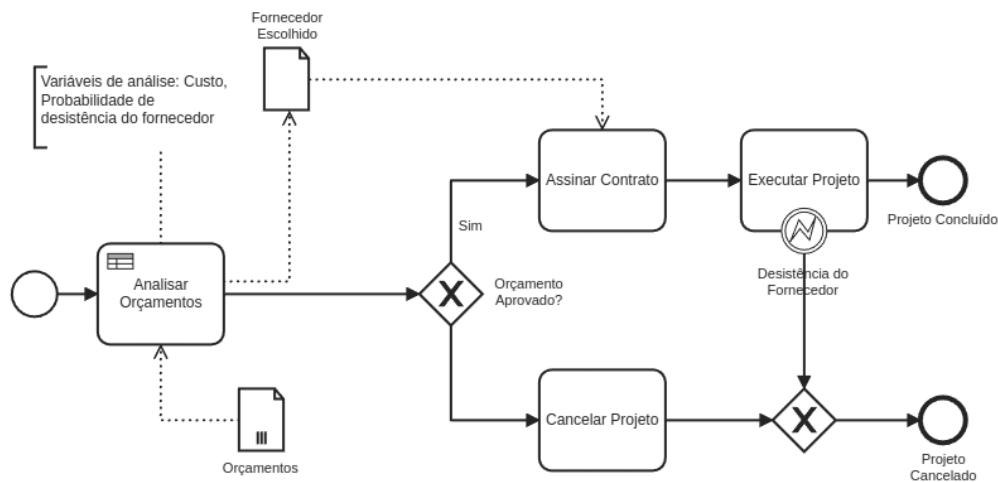 Fornecedor
Escolhido
Variáveis de análise: Custo,
Probabilidade de
desistência do fornecedor
Assinar Contrato
Executar Projeto
Projeto Concluído
Sim
Analisar
Orçamentos
Orçamento
Aprovado?
Desistência do
Fornecedor
Cancelar Projeto
Orçamentos
Projeto
Cancelado